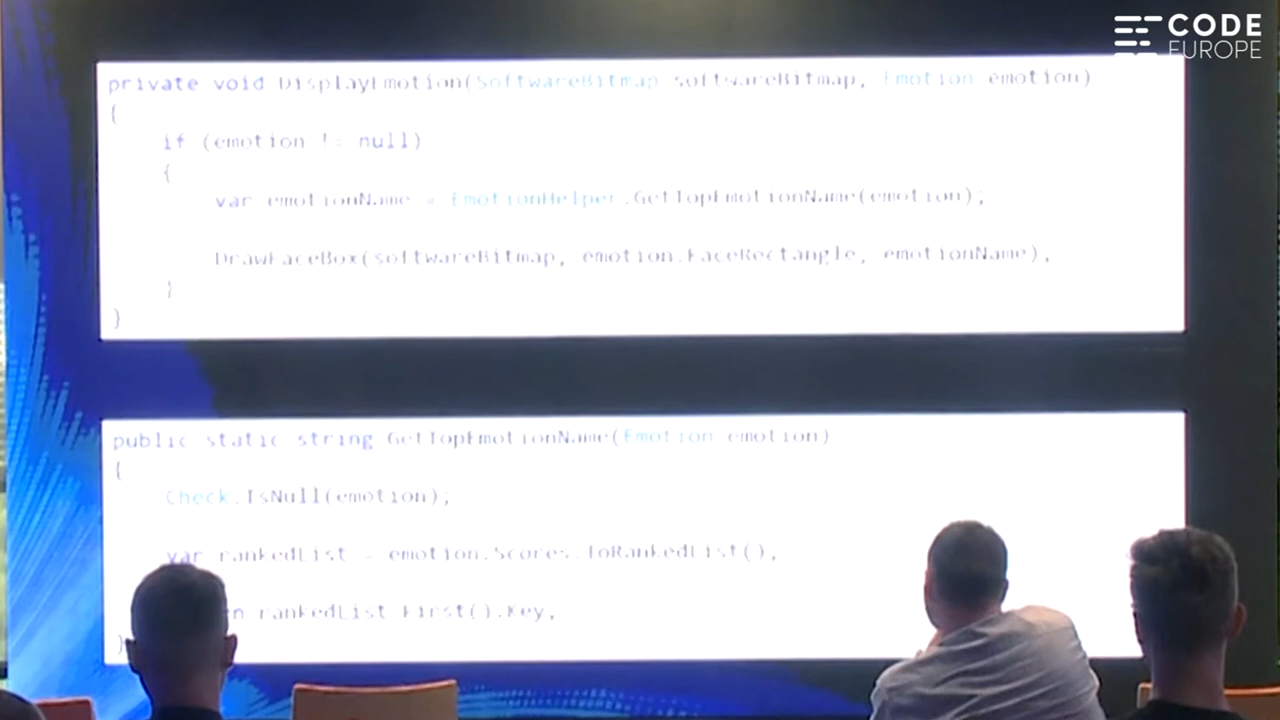 CODE
EUROPE
private void DisplayEmotion(SoftwareBitmap softwareBitmap, Emotion emotion)
{
if (emotion != null)
{
var emotionName = EmotionHelper.GetTopEmotionName(emotion);
DrawFaceBox(softwareBitmap, emotion.FaceRectangle, emotionName);
}
}
public static string GetTopEmotionName(Emotion emotion)
{
Check.IsNull(emotion);
var rankedList = emotion.Scores.ToRankedList();
rankedList.First().Key;
}